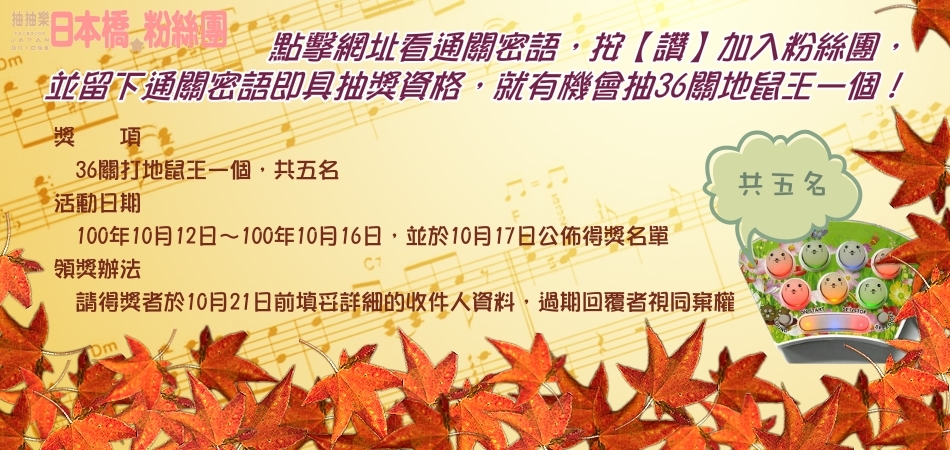 抽抽樂
JAPAN
日本橋 粉絲團
點擊網址看通關密語，按【讚】加入粉絲團，
並留下通關密語即具抽獎資格，就有機會抽36關地鼠王一個！
獎　　項
36關打地鼠王一個，共五名
活動日期
100年10月12日～100年10月16日，並於10月17日公佈得獎名單
領獎辦法
請得獎者於10月21日前填妥詳細的收件人資料，過期回覆者視同棄權
共五名
Dm
C7
Dm